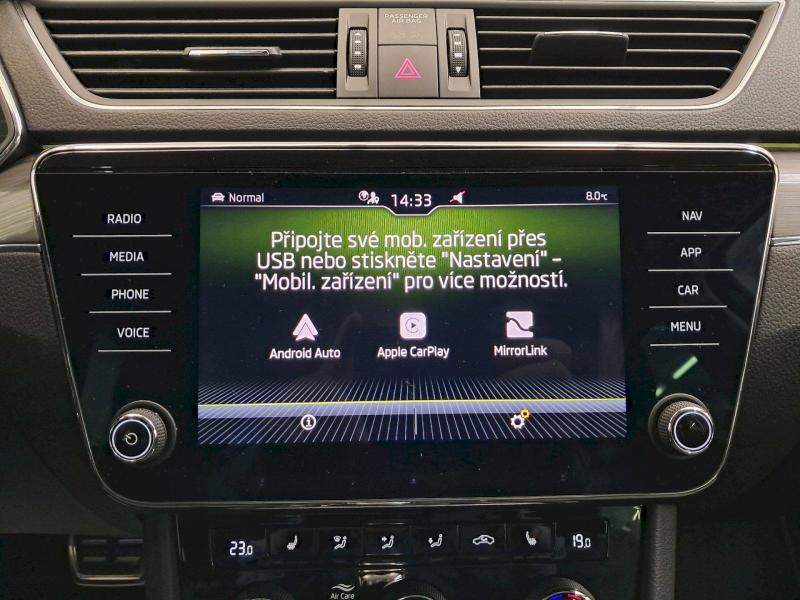 PASSENGER
AIR BAG
Normal
14:33
8.0°c
RADIO
MEDIA
PHONE
VOICE
Připojte své mob. zařízení přes
USB nebo stiskněte "Nastavení" –
"Mobil. zařízení" pro více možností.
Android Auto
Apple CarPlay
MirrorLink
NAV
APP
CAR
MENU
23.0
19.0
Air Care